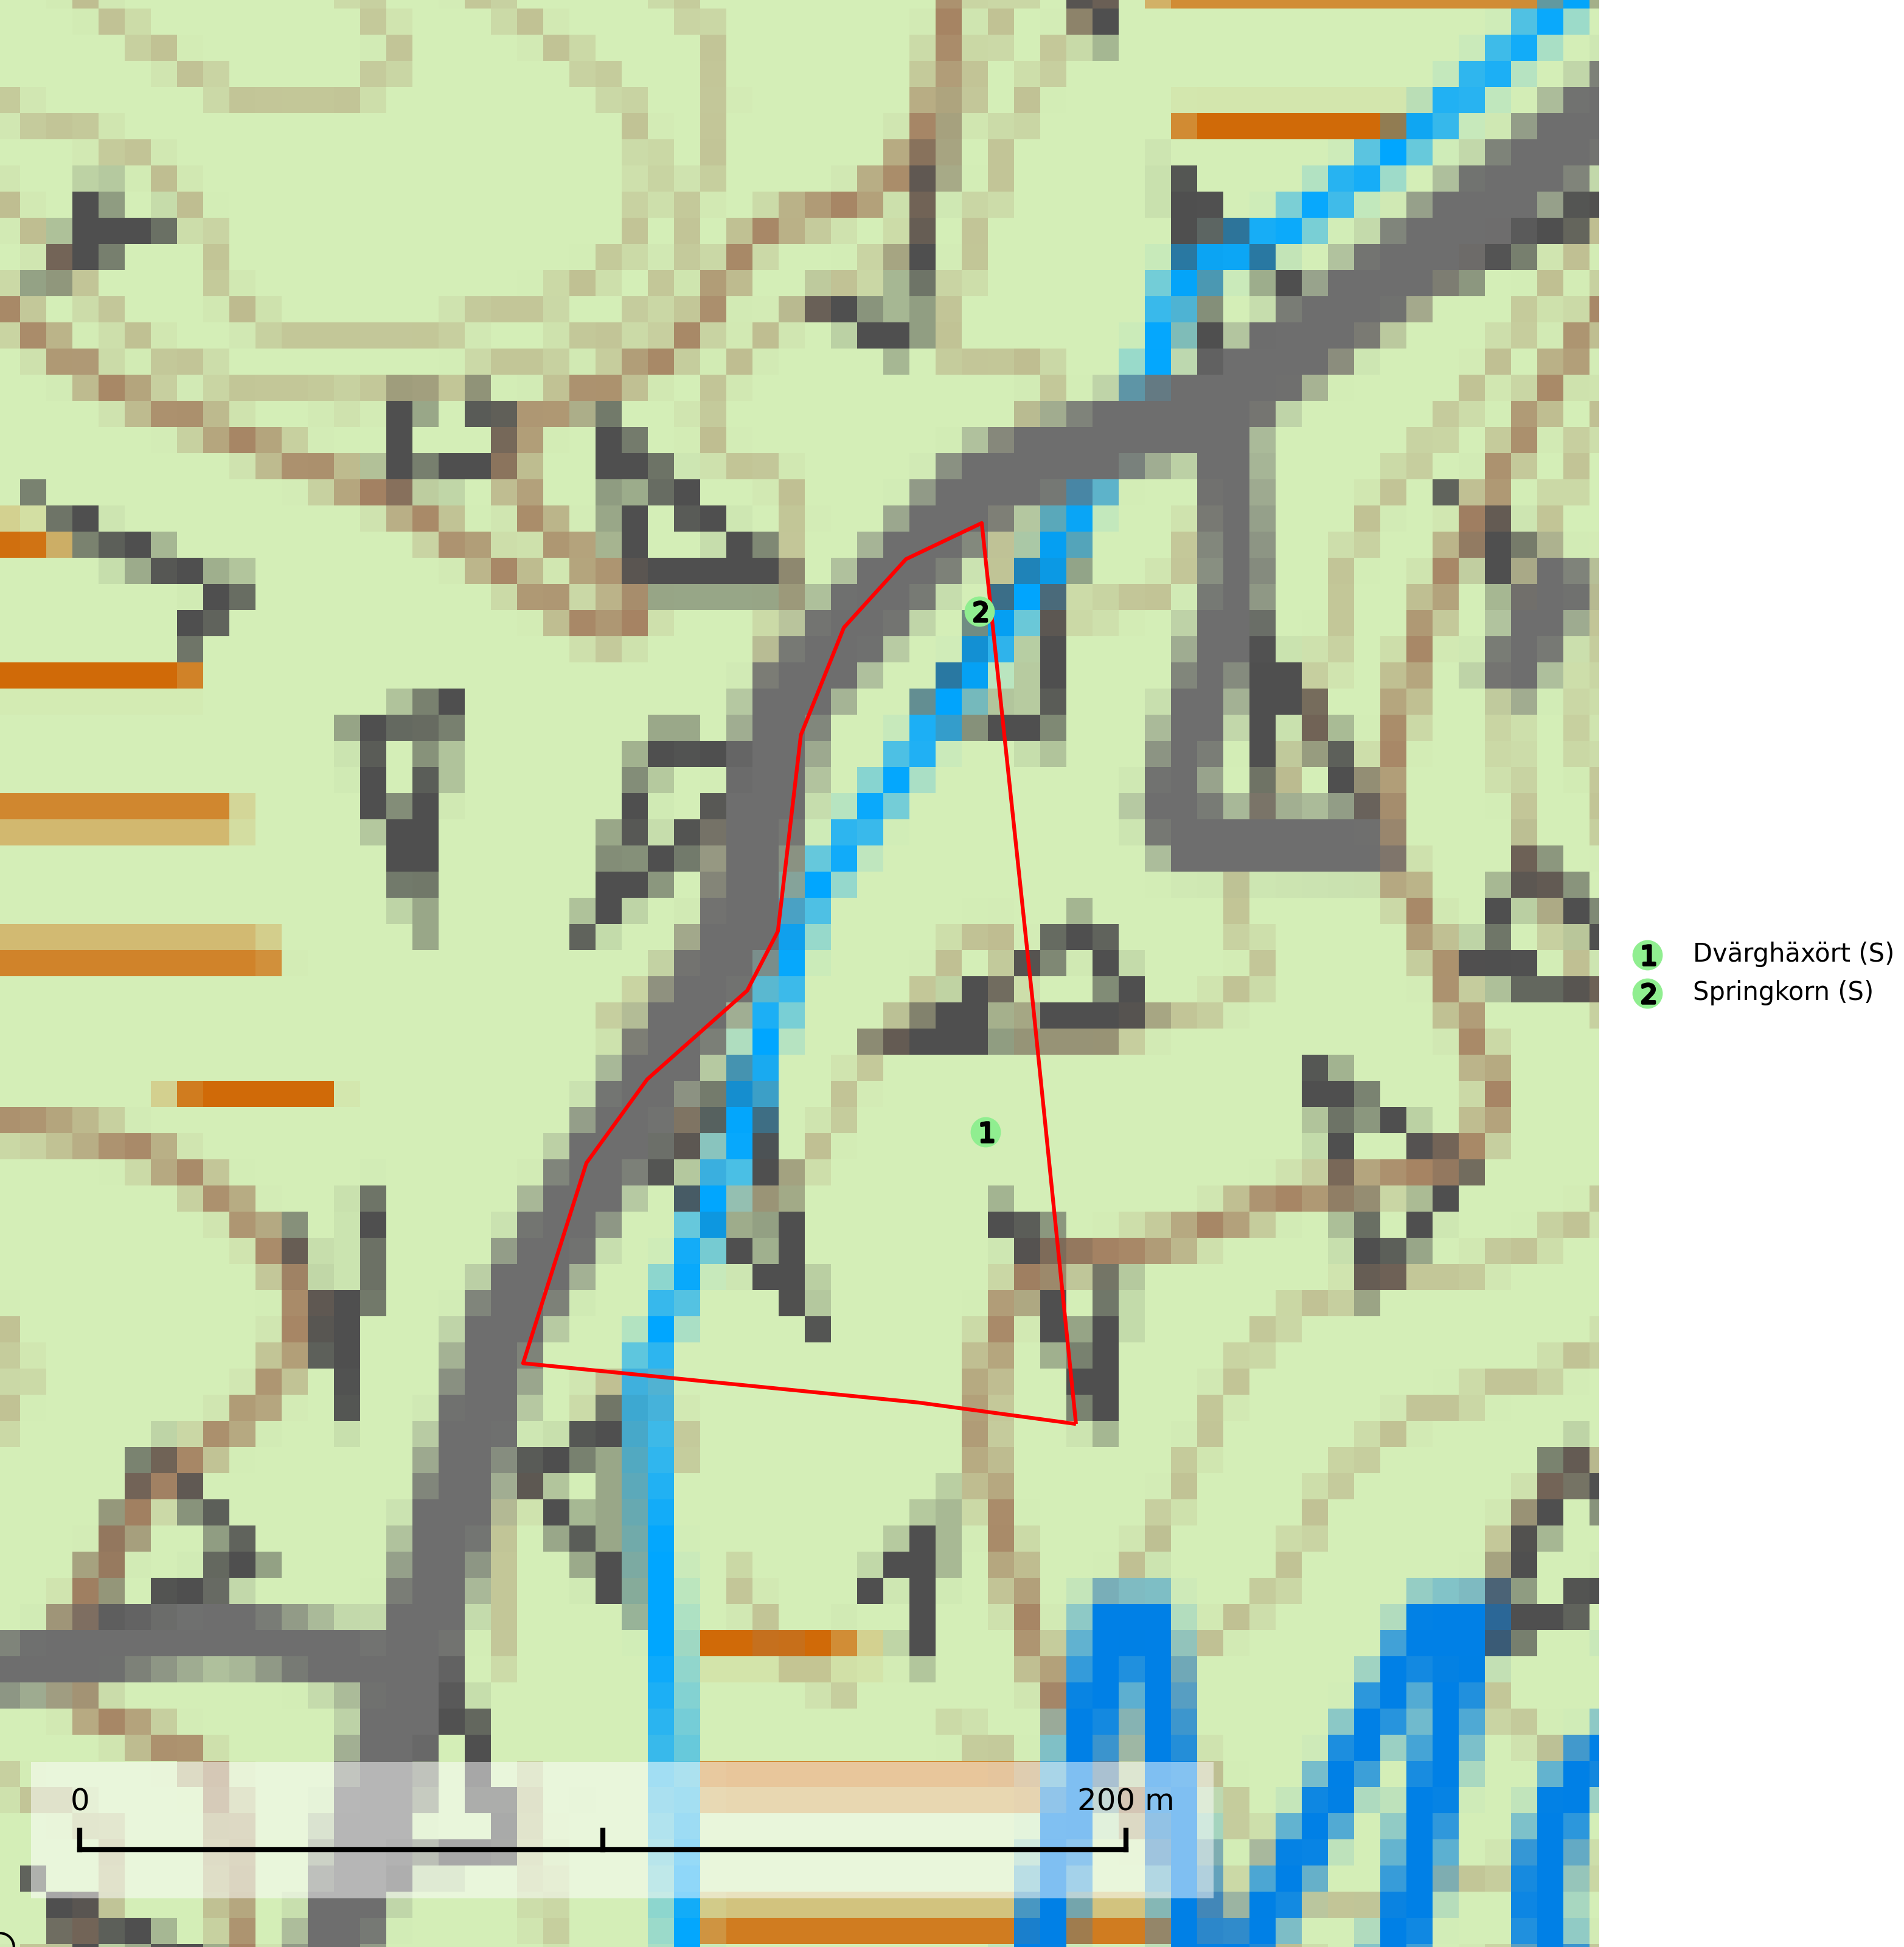 2
1 Dvärghäxört (S)
2 Springkorn (S)
1
0 200 m